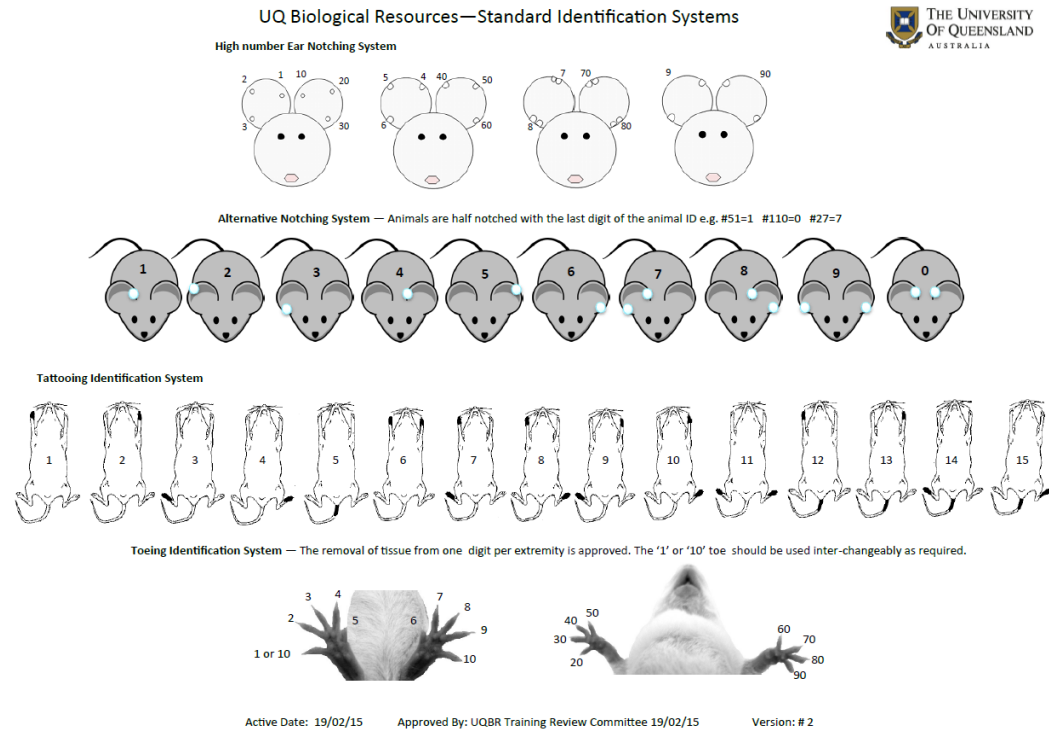 UQ Biological Resources—Standard Identification Systems
THE UNIVERSITY
OF QUEENSLAND
AUSTRALIA
High number Ear Notching System
2 1 10 20
3 30
5 4 40 50
6 60
7 70
8 80
9 90
Alternative Notching System — Animals are half notched with the last digit of the animal ID e.g. #51=1 #110=0 #27=7
1 2 3 4 5 6 7 8 9 0
Tattooing Identification System
1 2 3 4 5 6 7 8 9 10 11 12 13 14 15
Toeing Identification System — The removal of tissue from one digit per extremity is approved. The ‘1’ or ‘10’ toe should be used inter-changeably as required.
3 4 7
2 5 6 8
9
1 or 10 10
50 60
40 70
30 80
20 90
Active Date: 19/02/15 Approved By: UQBR Training Review Committee 19/02/15 Version: # 2